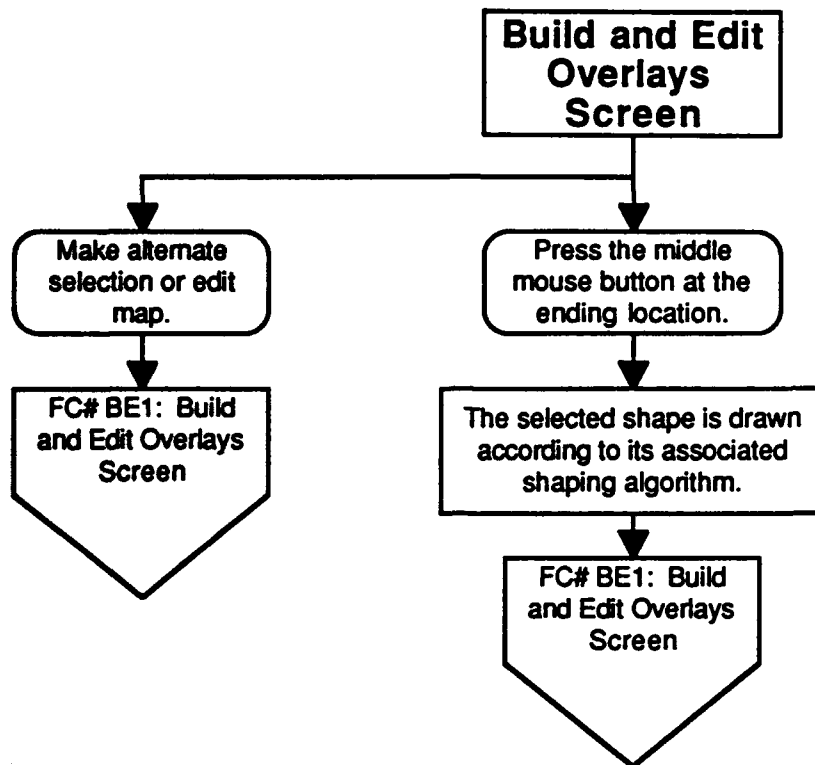 Build and Edit
Overlays
Screen
Make alternate
selection or edit
map.
Press the middle
mouse button at the
ending location.
FC# BE1: Build
and Edit Overlays
Screen
The selected shape is drawn
according to its associated
shaping algorithm.
FC# BE1: Build
and Edit Overlays
Screen